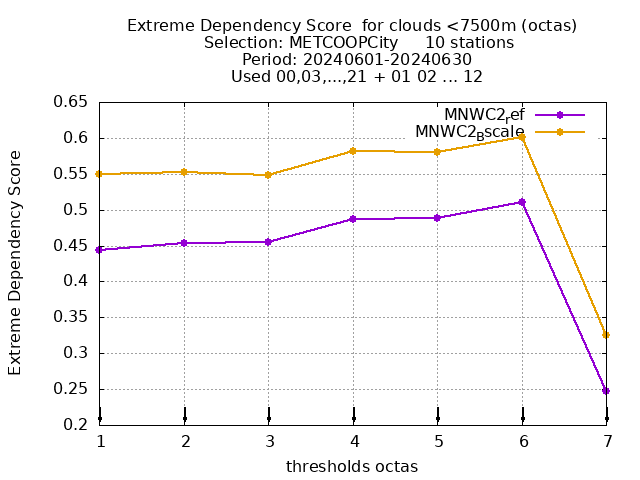 Extreme Dependency Score  for clouds <7500m (octas)
Selection: METCOOPCity     10 stations
Period: 20240601-20240630
Used 00,03,...,21 + 01 02 ... 12
MNWC2ref
MNWC2Bscale
0.65
0.6
0.55
0.5
0.45
0.4
0.35
0.3
0.25
0.2
Extreme Dependency Score
1 2 3 4 5 6 7
thresholds octas